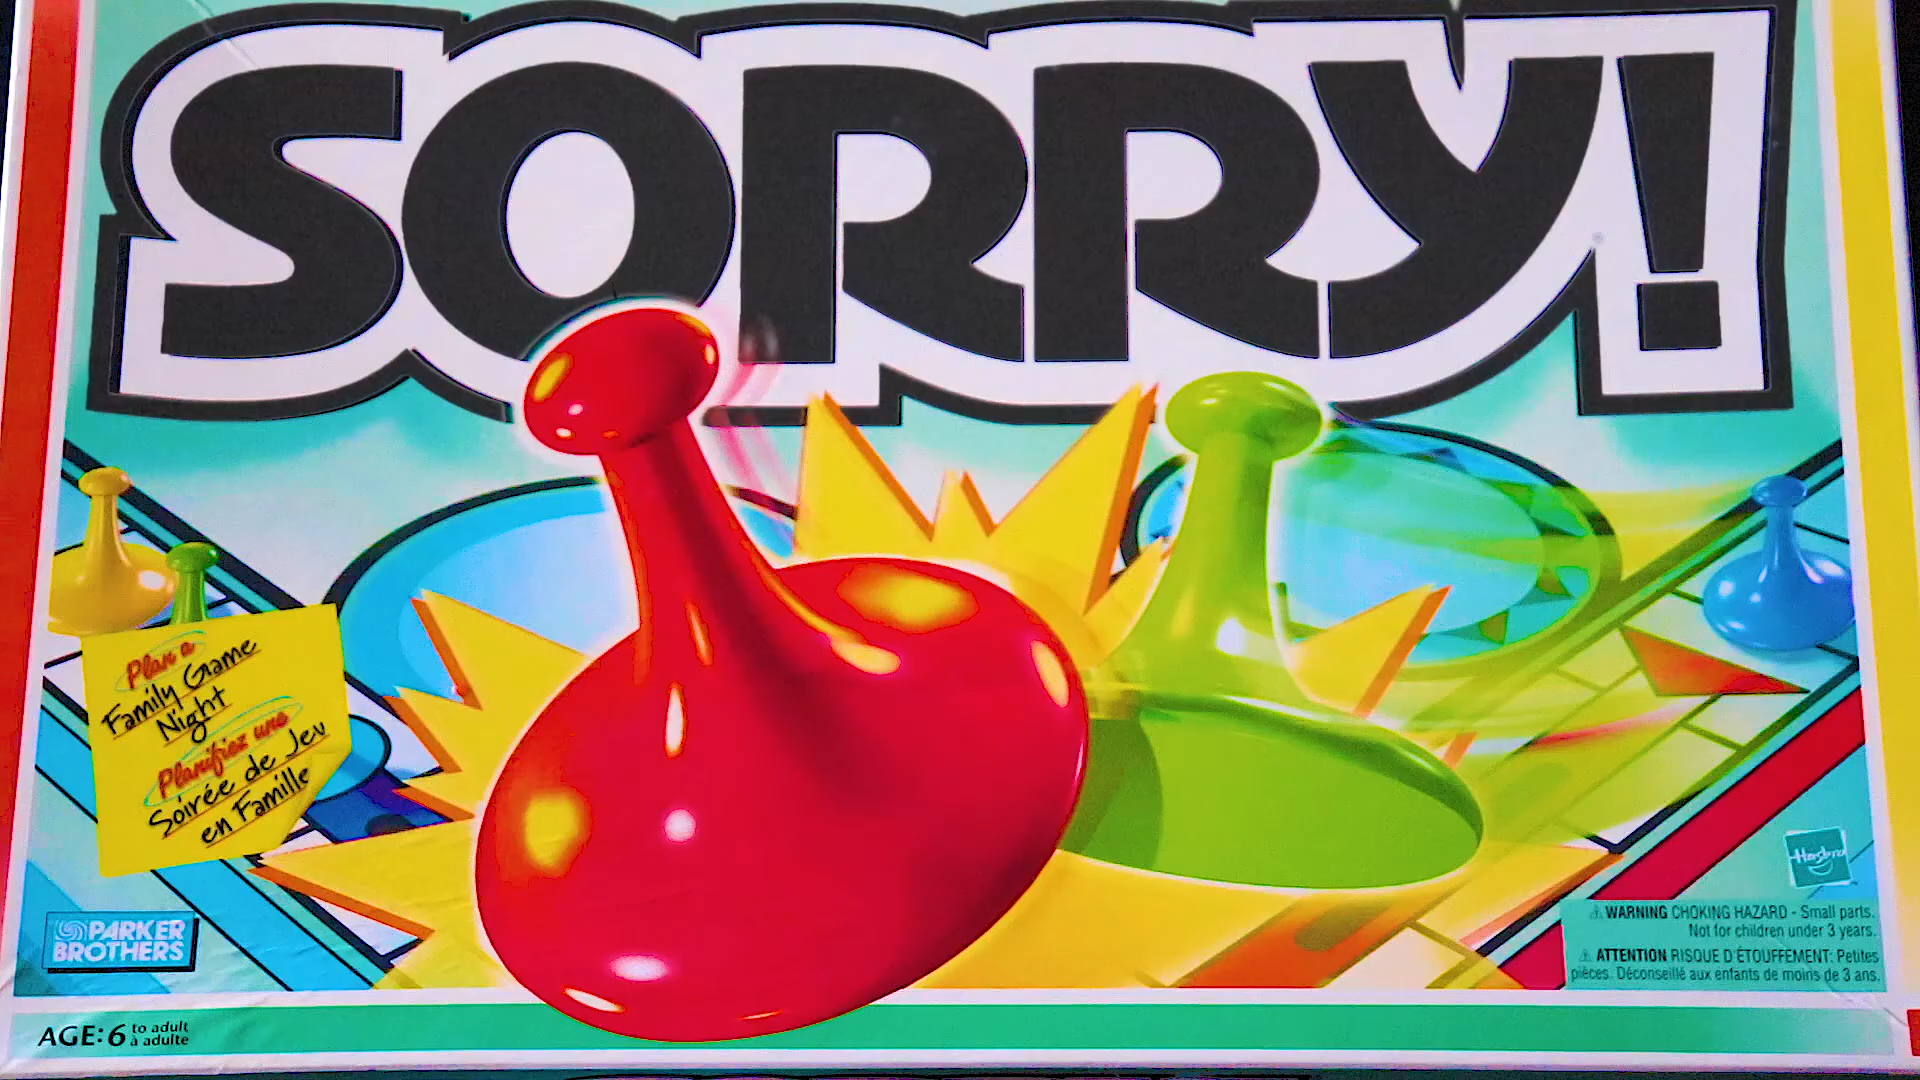 SORRY!
Plan a
Family Game
Night
Planifiez une
Soirée de Jeu
en Famille
PARKER
BROTHERS
Hasbro
⚠ WARNING CHOKING HAZARD - Small parts.
Not for children under 3 years.
⚠ ATTENTION RISQUE D'ÉTOUFFEMENT: Petites
pièces. Déconseillé aux enfants de moins de 3 ans.
AGE: 6 to adult
à adulte